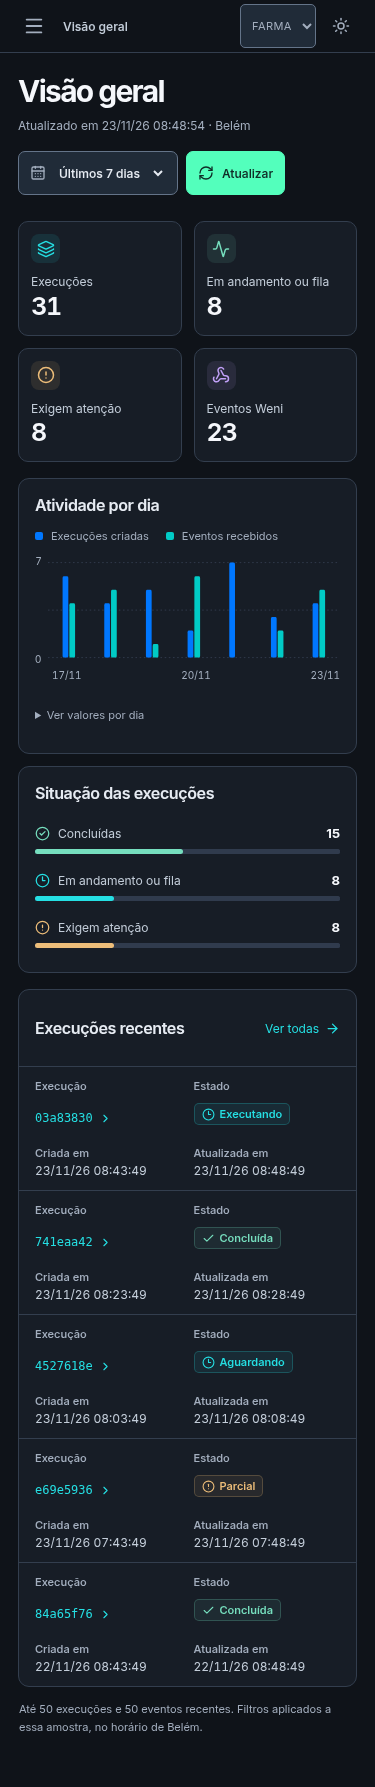 Visão geral
FARMA
Visão geral
Atualizado em 23/11/26 08:48:54 · Belém
Últimos 7 dias
Atualizar
Execuções
31
Em andamento ou fila
8
Exigem atenção
8
Eventos Weni
23
Atividade por dia
Execuções criadas
Eventos recebidos
7
0
17/11
20/11
23/11
Ver valores por dia
Situação das execuções
Concluídas
15
Em andamento ou fila
8
Exigem atenção
8
Execuções recentes
Ver todas
Execução
Estado
03a83830
Executando
Criada em
Atualizada em
23/11/26 08:43:49
23/11/26 08:48:49
Execução
Estado
741eaa42
Concluída
Criada em
Atualizada em
23/11/26 08:23:49
23/11/26 08:28:49
Execução
Estado
4527618e
Aguardando
Criada em
Atualizada em
23/11/26 08:03:49
23/11/26 08:08:49
Execução
Estado
e69e5936
Parcial
Criada em
Atualizada em
23/11/26 07:43:49
23/11/26 07:48:49
Execução
Estado
84a65f76
Concluída
Criada em
Atualizada em
22/11/26 08:43:49
22/11/26 08:48:49
Até 50 execuções e 50 eventos recentes. Filtros aplicados a
essa amostra, no horário de Belém.